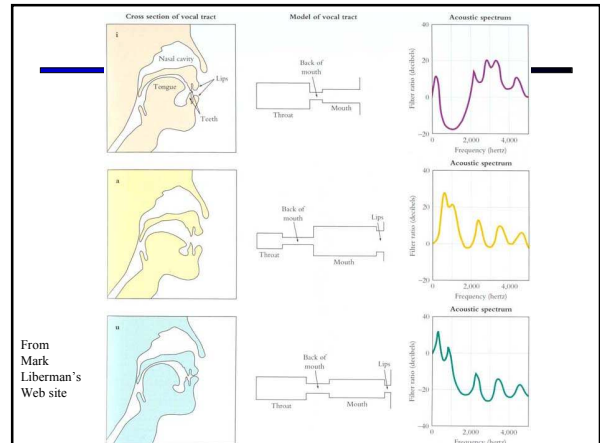 Cross section of vocal tract
Model of vocal tract
Acoustic spectrum
i
Nasal cavity
Lips
Tongue
Teeth
Back of
mouth
Throat
Mouth
Filter ratio (decibels)
40
20
0
−20
0
2,000
4,000
Frequency (hertz)
a
Back of
mouth
Lips
Throat
Mouth
Acoustic spectrum
Filter ratio (decibels)
40
20
0
−20
0
2,000
4,000
Frequency (hertz)
From
Mark
Liberman's
Web site
u
Back of
mouth
Lips
Throat
Mouth
Acoustic spectrum
Filter ratio (decibels)
40
20
0
−20
−40
0
2,000
4,000